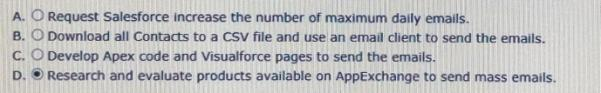 A. Request Salesforce increase the number of maximum daily emails.
B. Download all Contacts to a CSV file and use an email client to send the emails.
C. Develop Apex code and Visualforce pages to send the emails.
D. Research and evaluate products available on AppExchange to send mass emails.